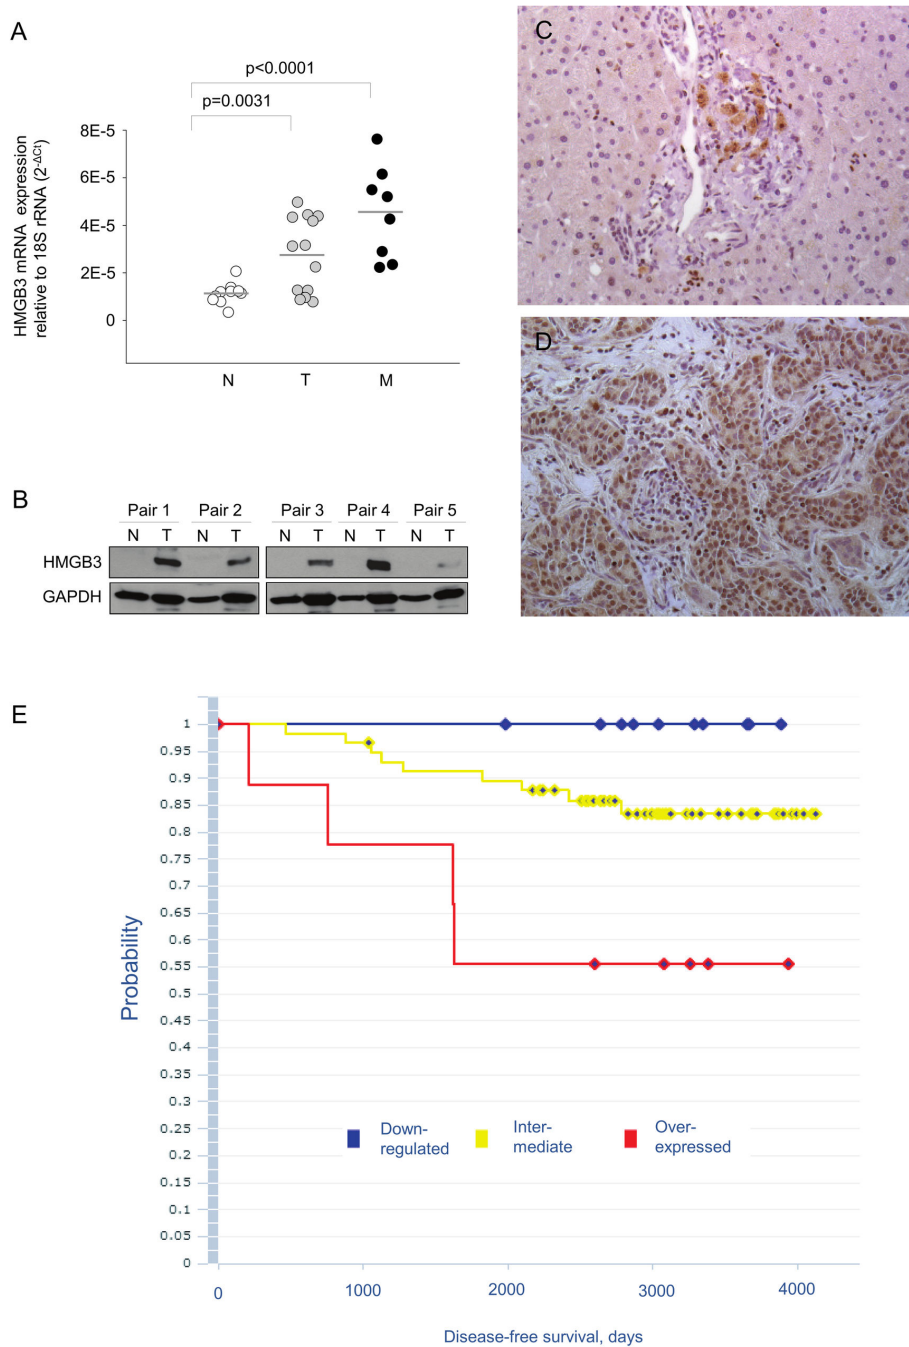 A
p<0.0001
p=0.0031
HMGB3 mRNA expression
relative to 18S rRNA (2-ΔCt)
8E-5
6E-5
4E-5
2E-5
0
N T M
B
Pair 1 Pair 2 Pair 3 Pair 4 Pair 5
N T N T N T N T N T
HMGB3
GAPDH
C
D
E
Probability
1
0.95
0.9
0.85
0.8
0.75
0.7
0.65
0.6
0.55
0.5
0.45
0.4
0.35
0.3
0.25
0.2
0.15
0.1
0.05
0
Down-
regulated
Inter-
mediate
Over-
expressed
0 1000 2000 3000 4000
Disease-free survival, days